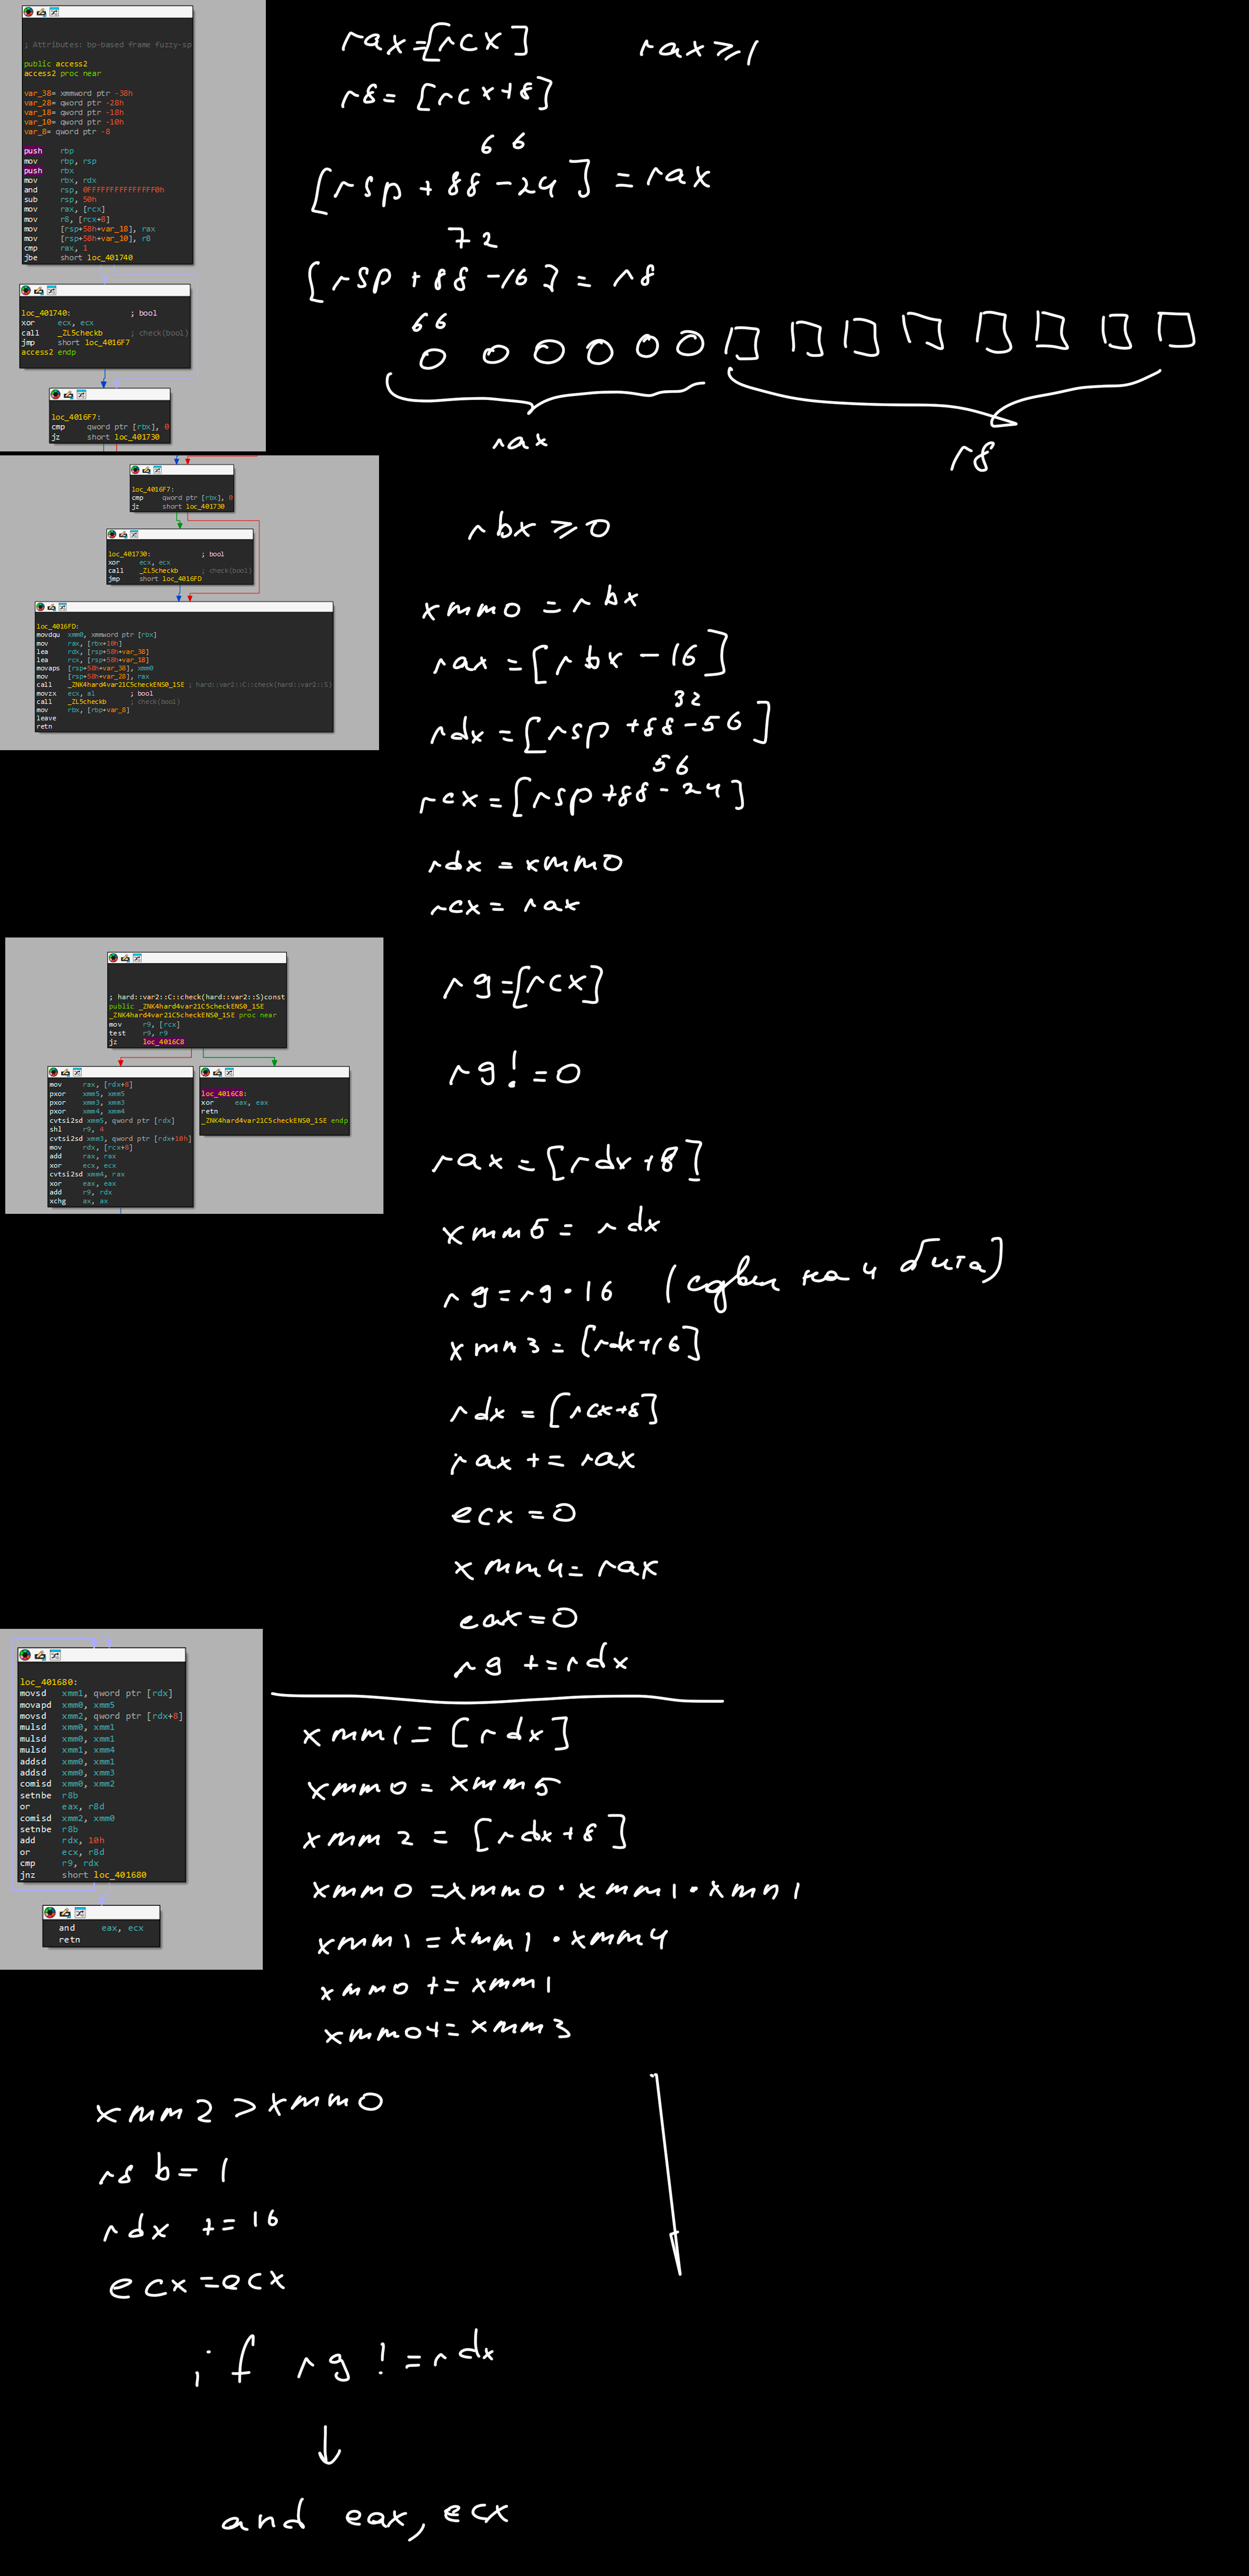 ; Attributes: bp-based frame fuzzy-sp
public access2
access2 proc near
var_38= xmmword ptr -38h
var_28= qword ptr -28h
var_18= qword ptr -18h
var_10= qword ptr -10h
var_8= qword ptr -8
push rbp
mov rbp, rsp
push rbx
mov rbx, rdx
and rsp, 0FFFFFFFFFFFFFFF0h
sub rsp, 50h
mov rax, [rcx]
mov r8, [rcx+8]
mov [rsp+58h+var_18], rax
mov [rsp+58h+var_10], r8
cmp rax, 1
jbe short loc_401740
loc_401740: ; bool
xor ecx, ecx
call _ZL5checkb ; check(bool)
jmp short loc_4016F7
access2 endp
loc_4016F7:
cmp qword ptr [rbx], 0
jz short loc_401730
rax=[rcx] rax≥1
r8=[rcx+8]
66
[rsp+88-24]=rax
72
[rsp+88-16]=r8
66
rax
r8
loc_4016F7:
cmp qword ptr [rbx], 0
jz short loc_401730
loc_401730: ; bool
xor ecx, ecx
call _ZL5checkb ; check(bool)
jmp short loc_4016FD
loc_4016FD:
movdqu xmm0, xmmword ptr [rbx]
mov rax, [rbx+10h]
lea rdx, [rsp+58h+var_38]
lea rcx, [rsp+58h+var_18]
movaps [rsp+58h+var_38], xmm0
mov [rsp+58h+var_28], rax
call _ZNK4hard4var21C5checkENS0_1SE ; hard::var2::C::check(hard::var2::S)
movzx ecx, al ; bool
call _ZL5checkb ; check(bool)
mov rbx, [rbp+var_8]
leave
retn
rbx≥0
xmm0=rbx
rax=[rbx-16]
32
rdx=[rsp+88-56]
56
rcx=[rsp+88-24]
rdx=xmm0
rcx=rax
; hard::var2::C::check(hard::var2::S)const
public _ZNK4hard4var21C5checkENS0_1SE
_ZNK4hard4var21C5checkENS0_1SE proc near
mov r9, [rcx]
test r9, r9
jz loc_4016C8
mov rax, [rdx+8]
pxor xmm5, xmm5
pxor xmm3, xmm3
pxor xmm4, xmm4
cvtsi2sd xmm5, qword ptr [rdx]
shl r9, 4
cvtsi2sd xmm3, qword ptr [rdx+10h]
mov rdx, [rcx+8]
add rax, rax
xor ecx, ecx
cvtsi2sd xmm4, rax
xor eax, eax
add r9, rdx
xchg ax, ax
loc_4016C8:
xor eax, eax
retn
_ZNK4hard4var21C5checkENS0_1SE endp
r9=[rcx]
r9!=0
rax=[rdx+8]
xmm5=rdx
r9=r9·16 (сдвиг на 4 бита)
xmm3=[rdx+16]
rdx=[rcx+8]
rax+=rax
ecx=0
xmm4=rax
eax=0
r9+=rdx
loc_401680:
movsd xmm1, qword ptr [rdx]
movapd xmm0, xmm5
movsd xmm2, qword ptr [rdx+8]
mulsd xmm0, xmm1
mulsd xmm0, xmm1
mulsd xmm1, xmm4
addsd xmm0, xmm1
addsd xmm0, xmm3
comisd xmm0, xmm2
setnbe r8b
or eax, r8d
comisd xmm2, xmm0
setnbe r8b
add rdx, 10h
or ecx, r8d
cmp r9, rdx
jnz short loc_401680
and eax, ecx
retn
xmm1=[rdx]
xmm0=xmm5
xmm2=[rdx+8]
xmm0=xmm0·xmm1·xmm1
xmm1=xmm1·xmm4
xmm0+=xmm1
xmm0+=xmm3
xmm2>xmm0
r8b=1
rdx+=16
ecx=ecx
if r9!=rdx
↓
and eax,ecx